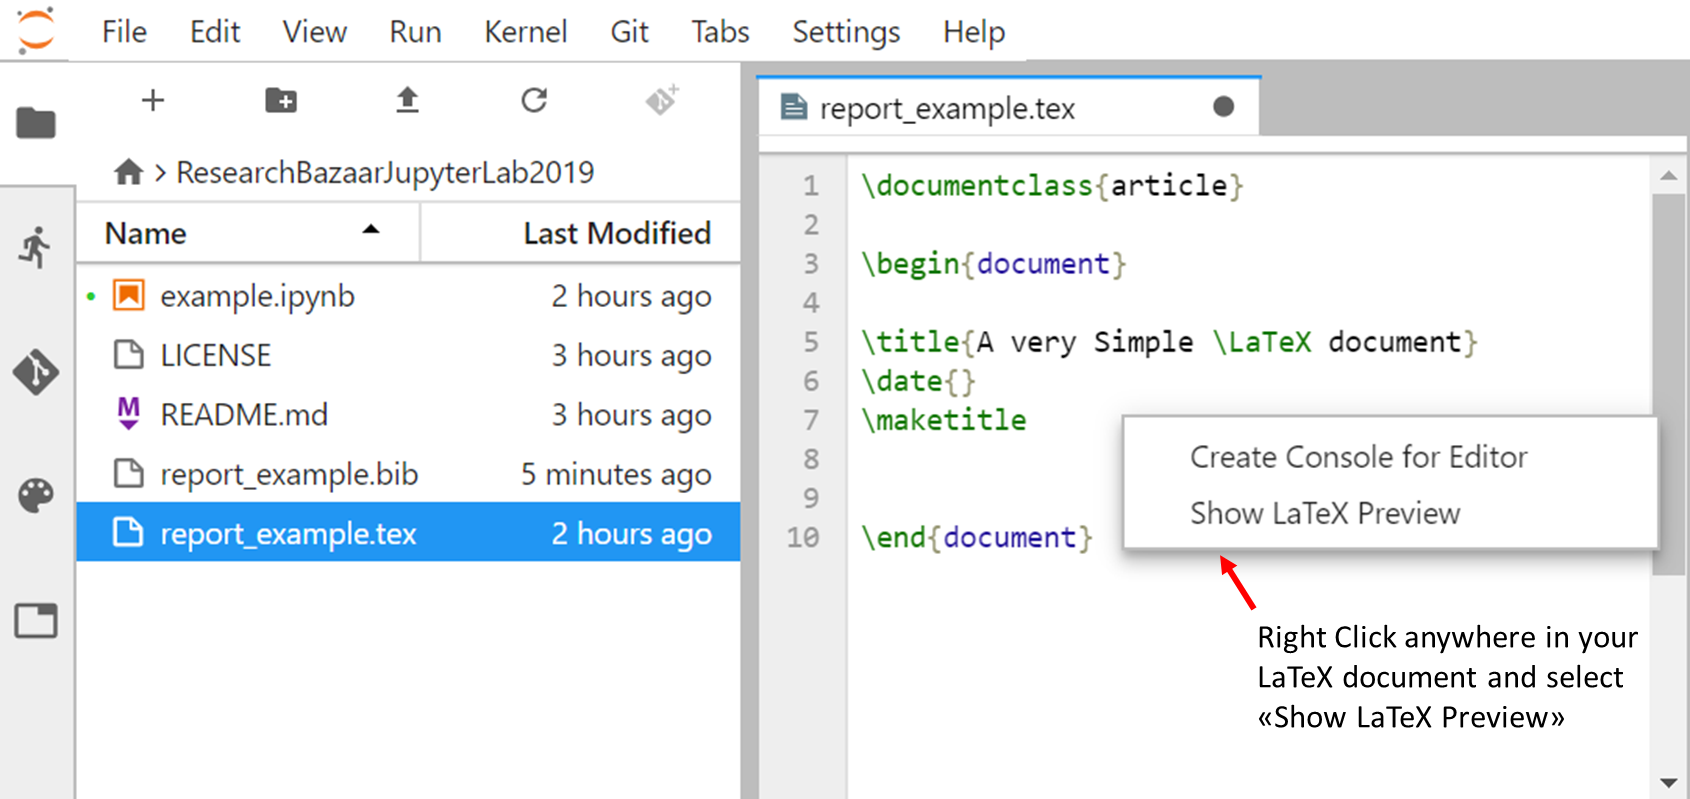 File Edit View Run Kernel Git Tabs Settings Help
ResearchBazaarJupyterLab2019
Name Last Modified
example.ipynb 2 hours ago
LICENSE 3 hours ago
README.md 3 hours ago
report_example.bib 5 minutes ago
report_example.tex 2 hours ago
report_example.tex
1 \documentclass{article}
2
3 \begin{document}
4
5 \title{A very Simple \LaTeX document}
6 \date{}
7 \maketitle
8
9
10 \end{document}
Create Console for Editor
Show LaTeX Preview
Right Click anywhere in your
LaTeX document and select
«Show LaTeX Preview»